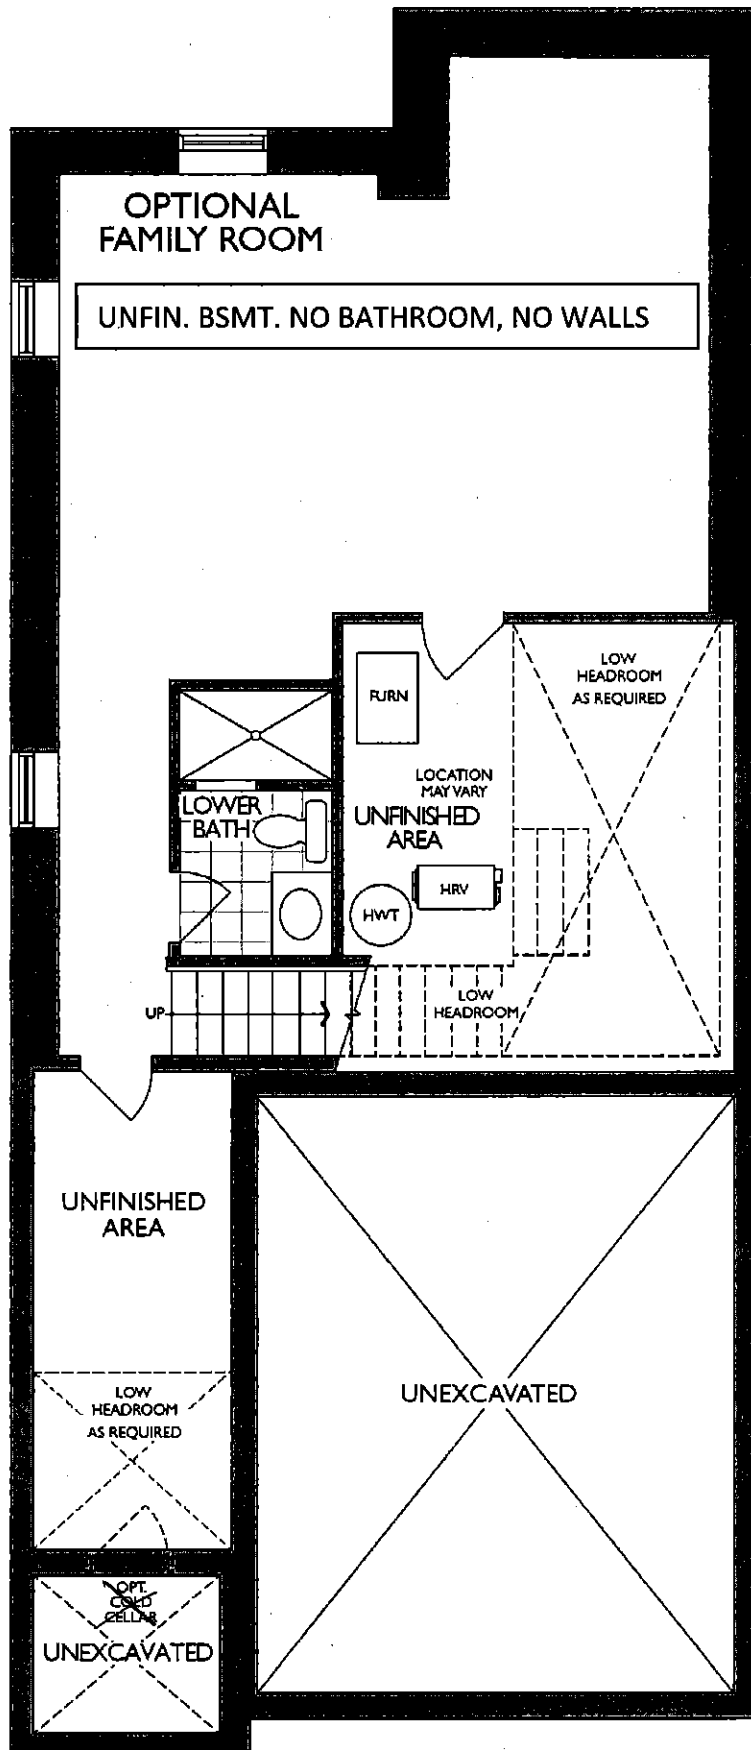 OPTIONAL
FAMILY ROOM
UNFIN. BSMT. NO BATHROOM, NO WALLS
LOW
HEADROOM
AS REQUIRED
FURN
LOCATION
MAY VARY
UNFINISHED
AREA
LOWER
BATH
HRV
HWT
UP
LOW
HEADROOM
UNFINISHED
AREA
UNEXCAVATED
LOW
HEADROOM
AS REQUIRED
OPT.
COLD
CELLAR
UNEXCAVATED